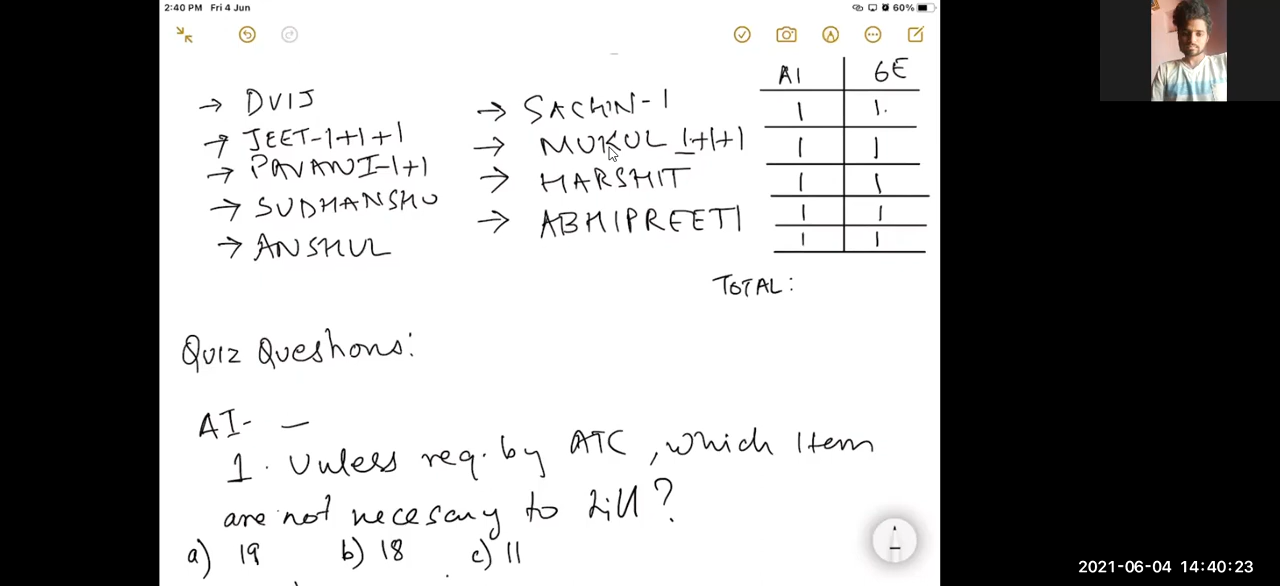 2:40 PM Fri 4 Jun
60%
AI 6E
→ DVIJ
→ JEET-1+1+1
→ PAVANI-1+1
→ SUDHANSHU
→ ANSHUL
→ SACHIN-1
→ MUKUL 1+1+1
→ HARSHIT
→ ABHIPREETI
1 1.
1 1
1 1
1 1
1 1
TOTAL:
Quiz Questions:
AI- —
1. Unless req. by ATC, which Item
are not necesary to fill?
a) 19 b) 18 c) 11
2021-06-04 14:40:23